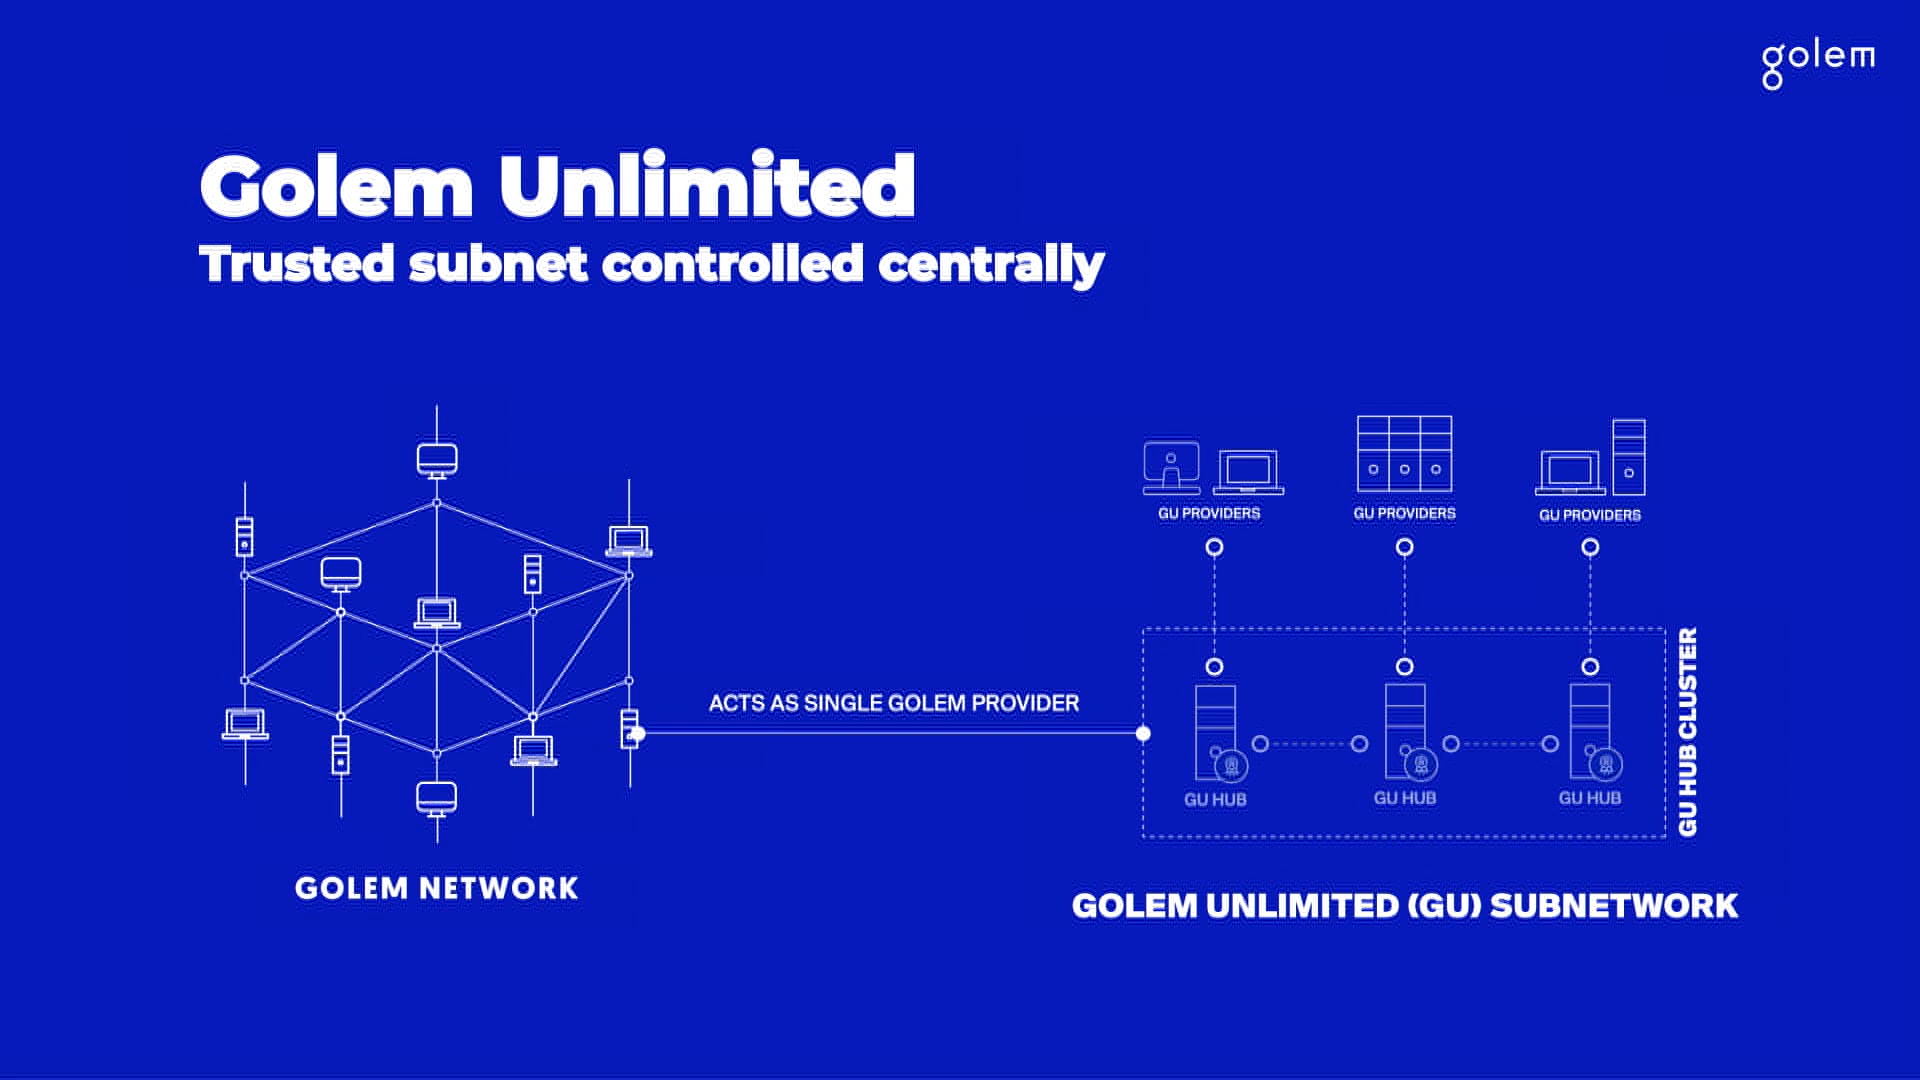 golem
Golem Unlimited
Trusted subnet controlled centrally
GU PROVIDERS
GU PROVIDERS
GU PROVIDERS
ACTS AS SINGLE GOLEM PROVIDER
GU HUB
GU HUB
GU HUB
GU HUB CLUSTER
GOLEM NETWORK
GOLEM UNLIMITED (GU) SUBNETWORK